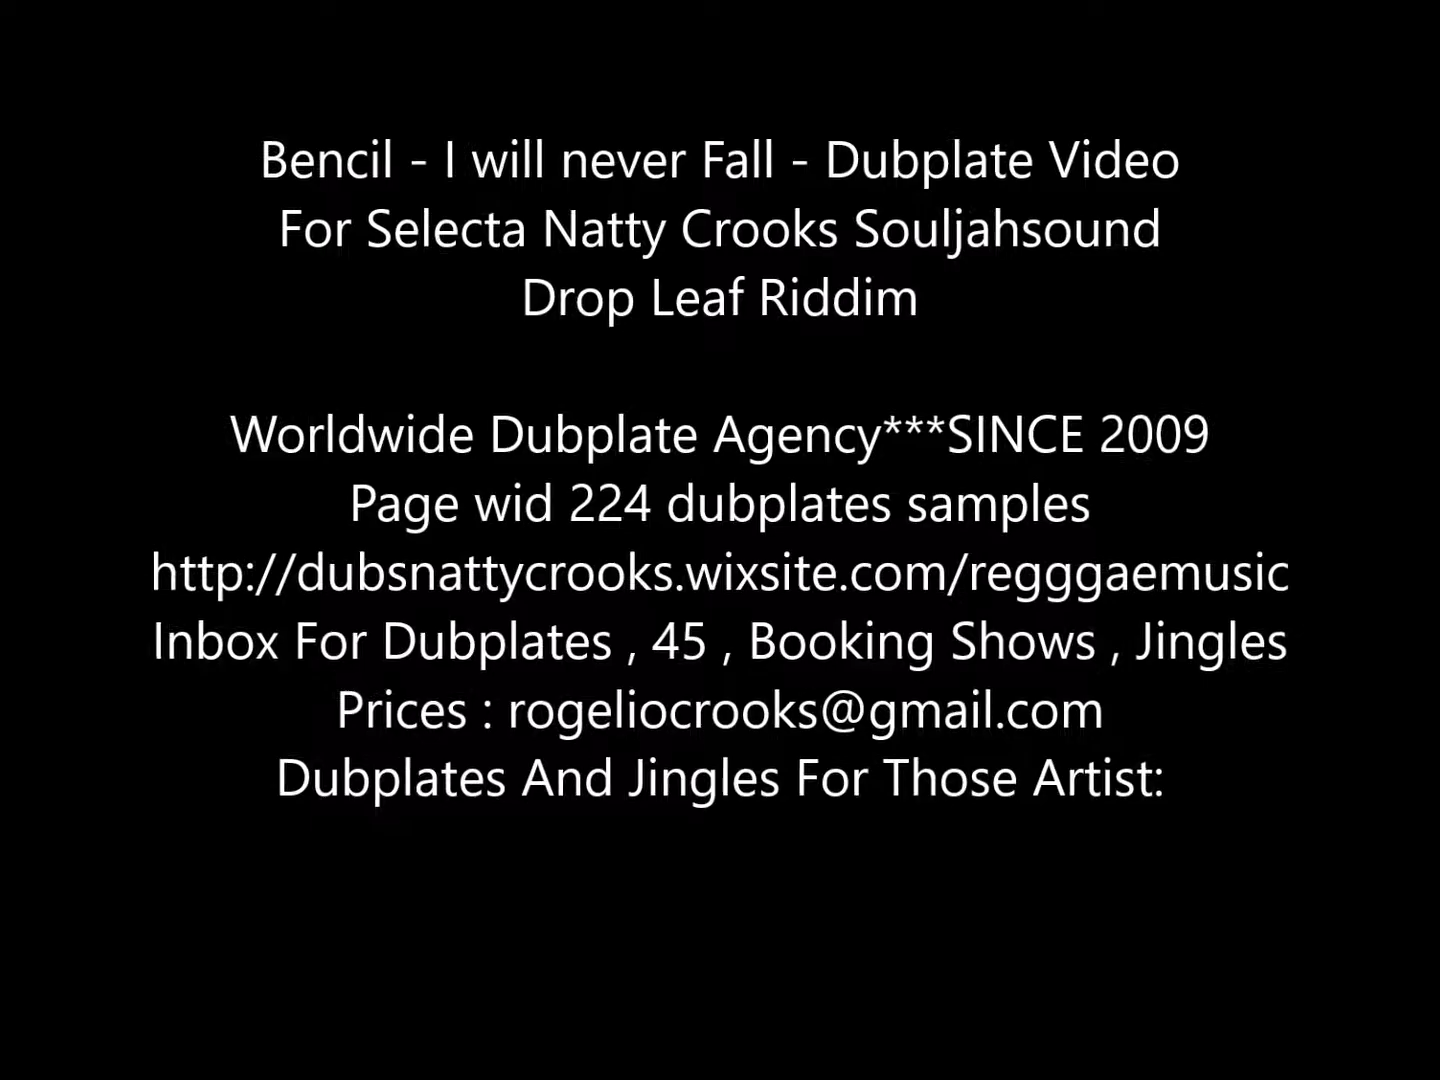 Bencil - I will never Fall - Dubplate Video
For Selecta Natty Crooks Souljahsound
Drop Leaf Riddim
Worldwide Dubplate Agency***SINCE 2009
Page wid 224 dubplates samples
http://dubsnattycrooks.wixsite.com/regggaemusic
Inbox For Dubplates , 45 , Booking Shows , Jingles
Prices : rogeliocrooks@gmail.com
Dubplates And Jingles For Those Artist: